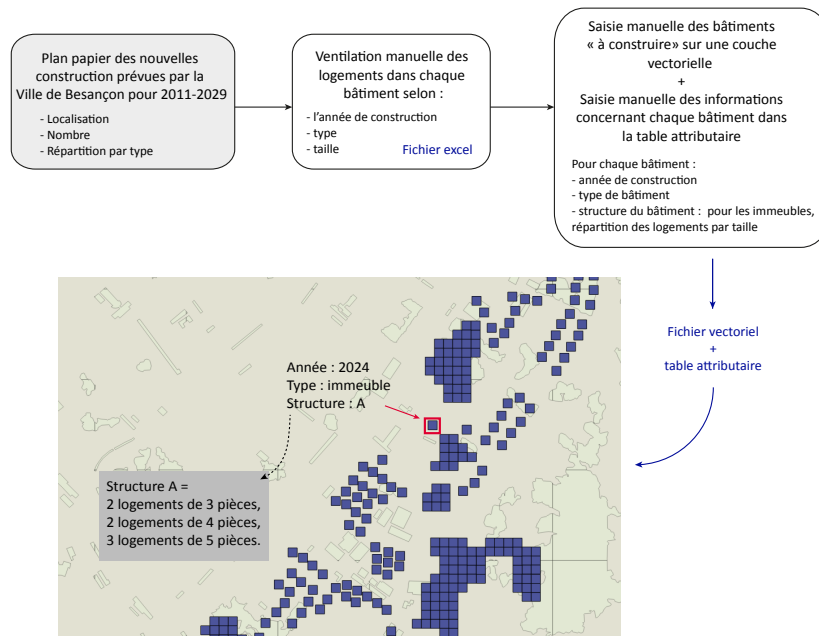 Plan papier des nouvelles
construction prévues par la
Ville de Besançon pour 2011-2029
- Localisation
- Nombre
- Répartition par type
Ventilation manuelle des
logements dans chaque
bâtiment selon :
- l'année de construction
- type
- taille
Fichier excel
Saisie manuelle des bâtiments
« à construire» sur une couche
vectorielle
+
Saisie manuelle des informations
concernant chaque bâtiment dans
la table attributaire
Pour chaque bâtiment :
- année de construction
- type de bâtiment
- structure du bâtiment : pour les immeubles,
répartition des logements par taille
Fichier vectoriel
+
table attributaire
Année : 2024
Type : immeuble
Structure : A
Structure A =
2 logements de 3 pièces,
2 logements de 4 pièces,
3 logements de 5 pièces.